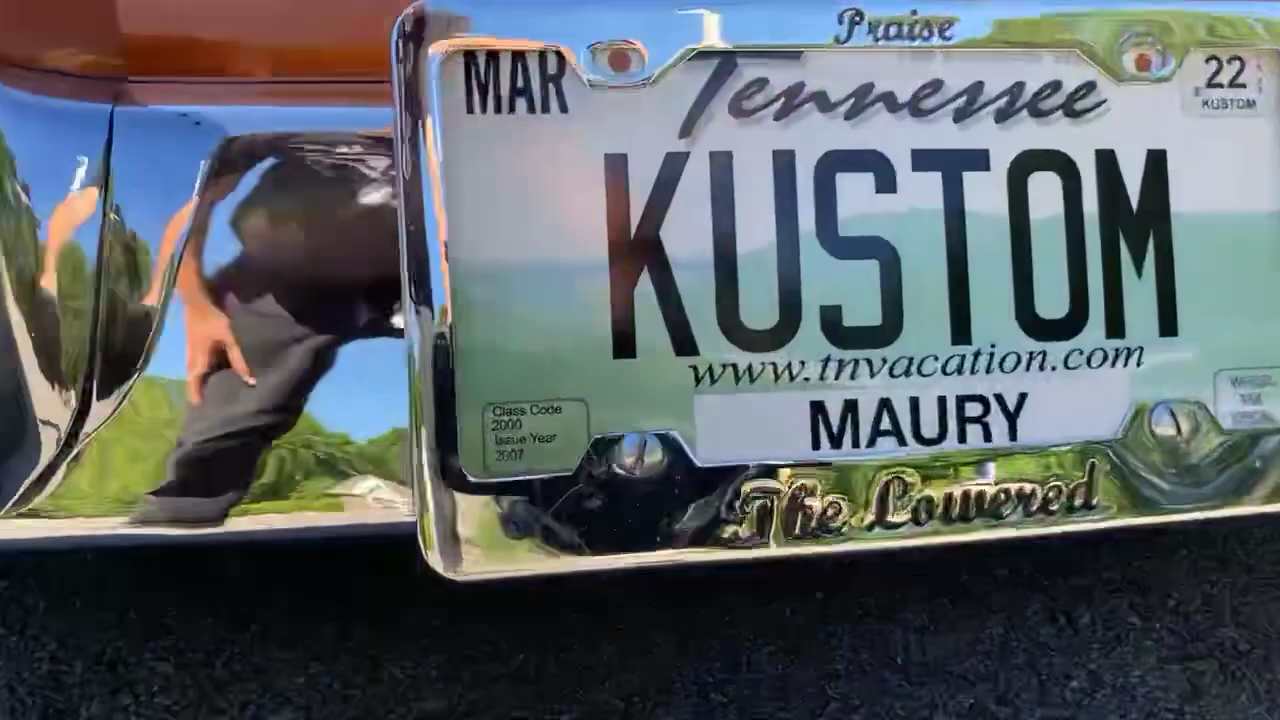 Praise
MAR
Tennessee
22
KUSTOM
KUSTOM
www.tnvacation.com
MAURY
Class Code
2000
Issue Year
2007
The Lowered